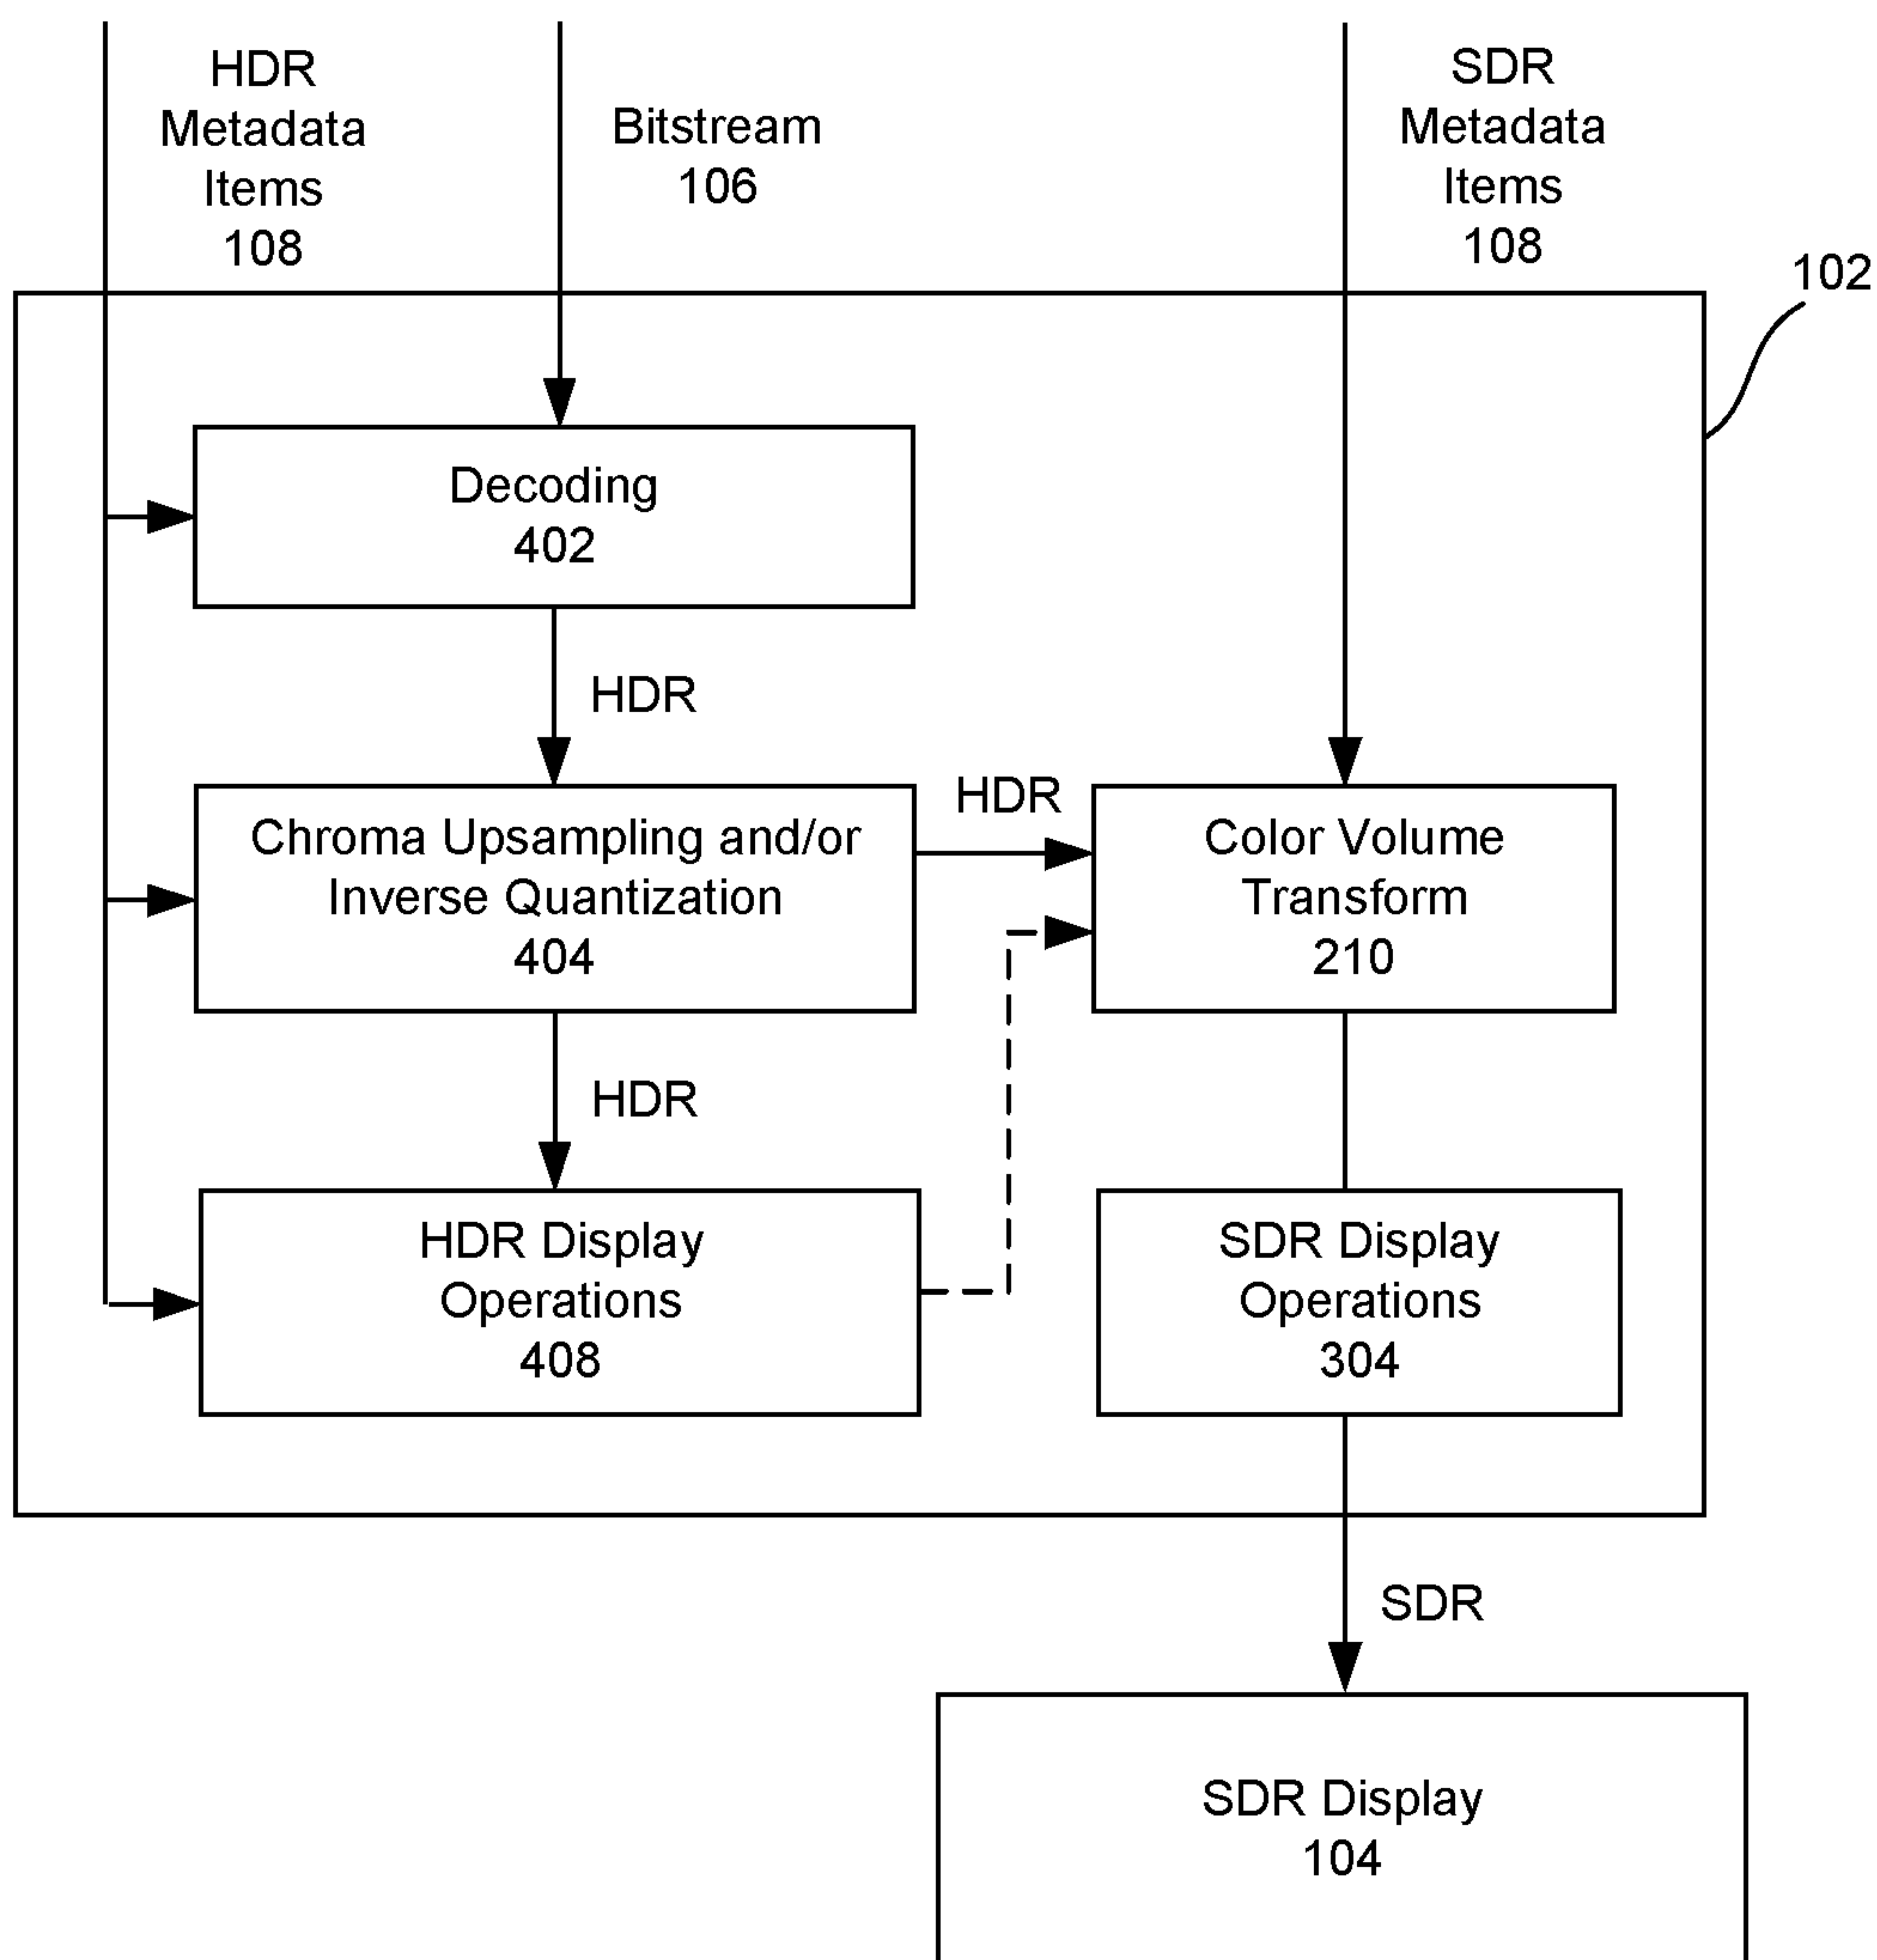 HDR
Metadata
Items
108
Bitstream
106
SDR
Metadata
Items
108
102
Decoding
402
HDR
Chroma Upsampling and/or
Inverse Quantization
404
HDR
Color Volume
Transform
210
HDR
HDR Display
Operations
408
SDR Display
Operations
304
SDR
SDR Display
104